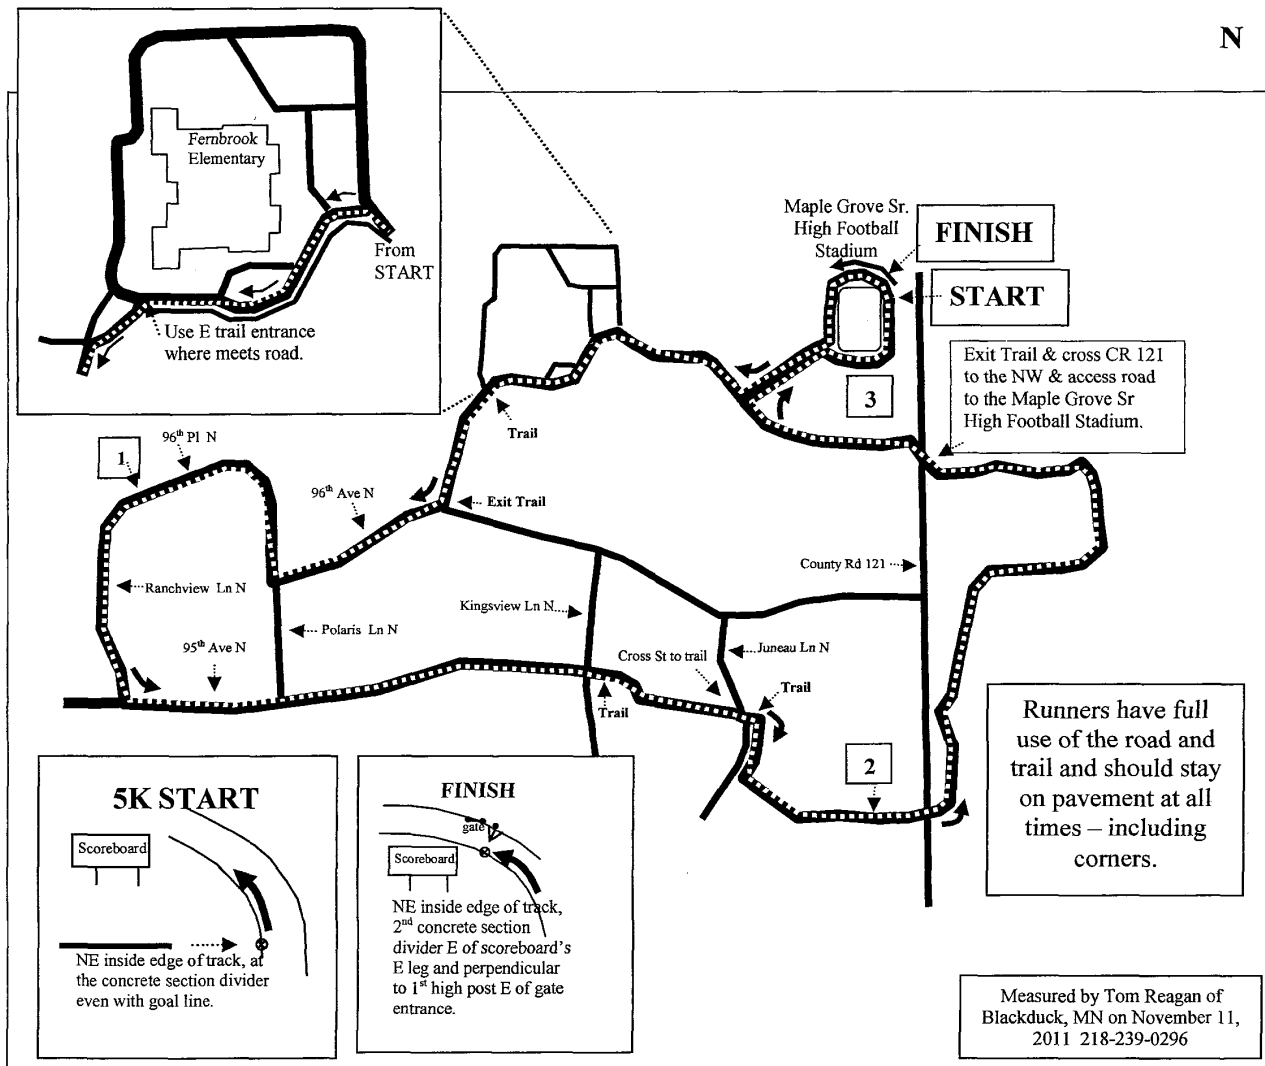 N
Fernbrook
Elementary
From
START
Use E trail entrance
where meets road.
Maple Grove Sr.
High Football
Stadium
FINISH
START
Exit Trail & cross CR 121
to the NW & access road
to the Maple Grove Sr
High Football Stadium.
3
Trail
96th Pl N
1
96th Ave N
Exit Trail
County Rd 121
Ranchview Ln N
Kingsview Ln N
Polaris Ln N
95th Ave N
Cross St to trail
Juneau Ln N
Trail
Trail
2
Runners have full
use of the road and
trail and should stay
on pavement at all
times – including
corners.
5K START
Scoreboard
NE inside edge of track, at
the concrete section divider
even with goal line.
FINISH
gate
Scoreboard
NE inside edge of track,
2nd concrete section
divider E of scoreboard's
E leg and perpendicular
to 1st high post E of gate
entrance.
Measured by Tom Reagan of
Blackduck, MN on November 11,
2011 218-239-0296